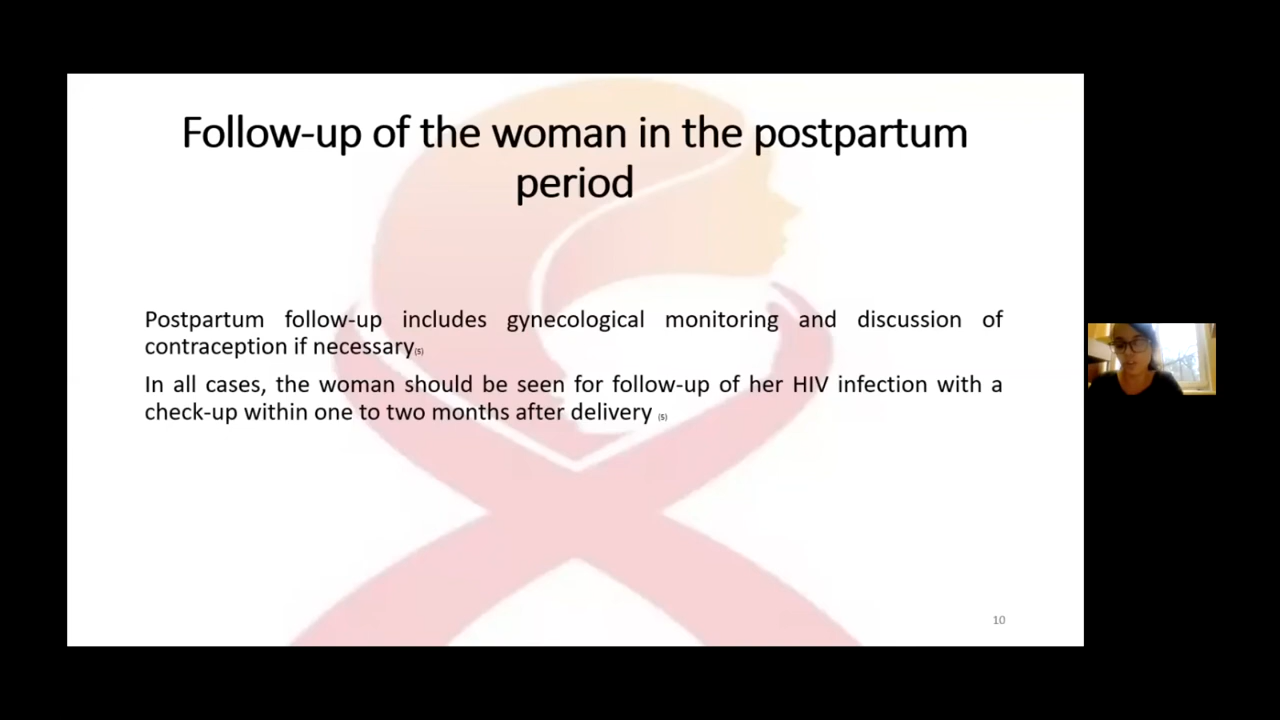 Follow-up of the woman in the postpartum
period
Postpartum follow-up includes gynecological monitoring and discussion of
contraception if necessary(5)
In all cases, the woman should be seen for follow-up of her HIV infection with a
check-up within one to two months after delivery (5)
10